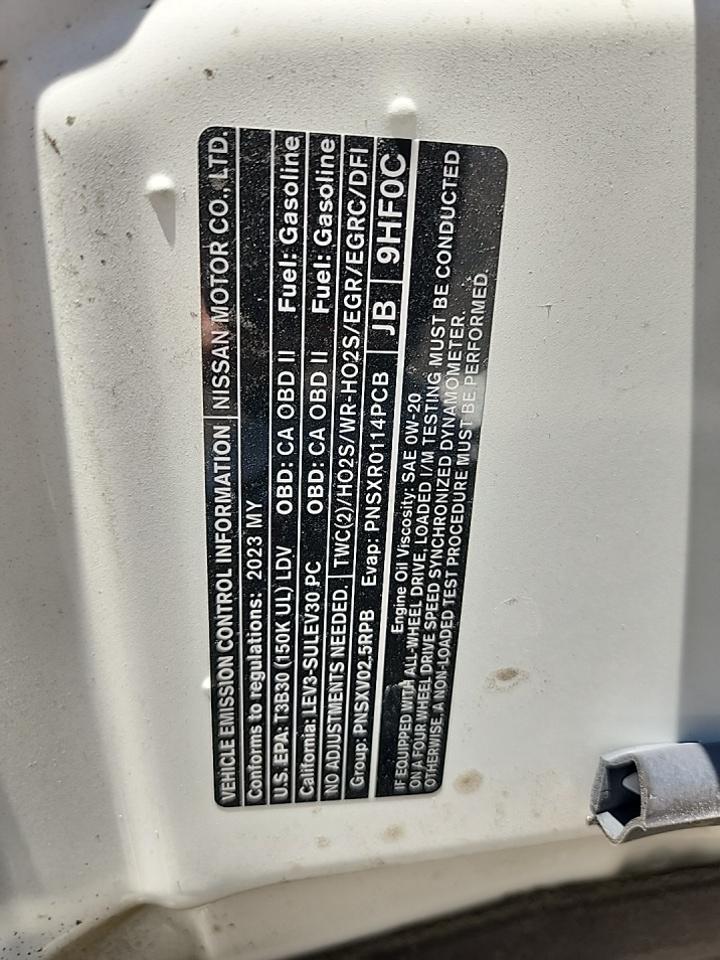 VEHICLE EMISSION CONTROL INFORMATION NISSAN MOTOR CO., LTD.
Conforms to regulations: 2023 MY
U.S. EPA: T3B30 (150K UL) LDV OBD: CA OBD II Fuel: Gasoline
California: LEV3-SULEV30 PC OBD: CA OBD II Fuel: Gasoline
NO ADJUSTMENTS NEEDED. TWC(2)/HO2S/WR-HO2S/EGR/EGRC/DFI
Group: PNSXV02.5RPB Evap: PNSXR0114PCB JB 9HF0C
Engine Oil Viscosity: SAE 0W-20
IF EQUIPPED WITH ALL-WHEEL DRIVE, LOADED I/M TESTING MUST BE CONDUCTED
ON A FOUR WHEEL DRIVE SPEED SYNCHRONIZED DYNAMOMETER.
OTHERWISE, A NON-LOADED TEST PROCEDURE MUST BE PERFORMED.